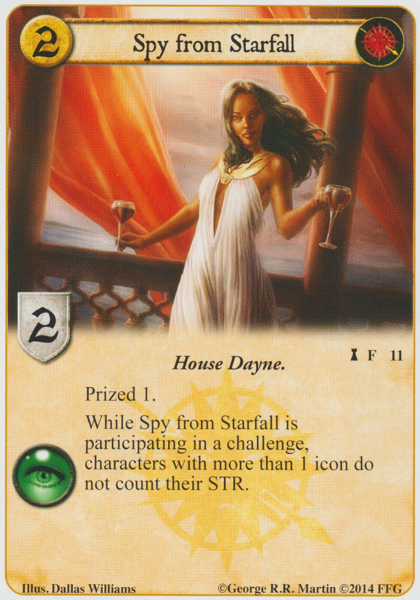 2
Spy from Starfall
2
House Dayne.
F 11
Prized 1.
While Spy from Starfall is
participating in a challenge,
characters with more than 1 icon do
not count their STR.
Illus. Dallas Williams
©George R.R. Martin ©2014 FFG